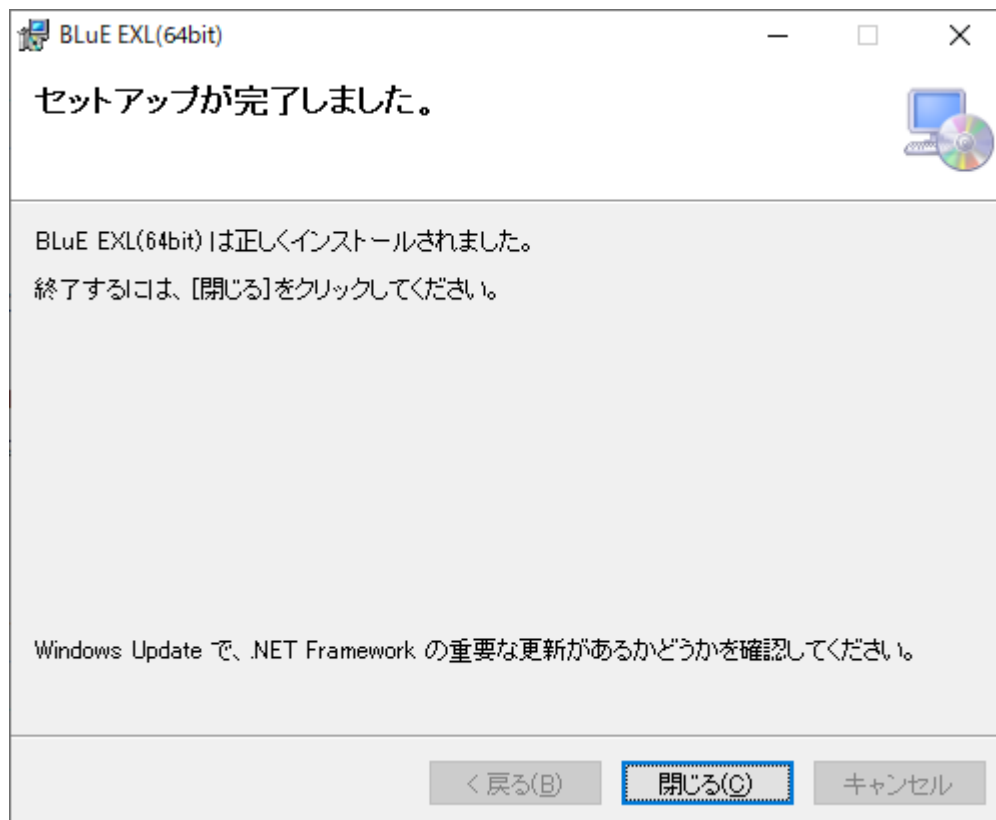 BLuE EXL(64bit)
セットアップが完了しました。
BLuE EXL(64bit) は正しくインストールされました。
終了するには、[閉じる]をクリックしてください。
Windows Update で、.NET Framework の重要な更新があるかどうかを確認してください。
< 戻る(B)
閉じる(C)
キャンセル